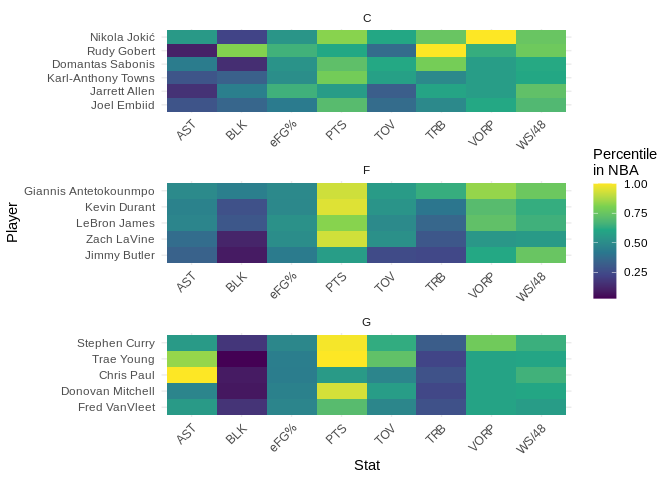 C
Nikola Jokić
Rudy Gobert
Domantas Sabonis
Karl-Anthony Towns
Jarrett Allen
Joel Embiid
AST
BLK
eFG%
PTS
TOV
TRB
VORP
WS/48
F
Giannis Antetokounmpo
Kevin Durant
LeBron James
Zach LaVine
Jimmy Butler
AST
BLK
eFG%
PTS
TOV
TRB
VORP
WS/48
G
Stephen Curry
Trae Young
Chris Paul
Donovan Mitchell
Fred VanVleet
AST
BLK
eFG%
PTS
TOV
TRB
VORP
WS/48
Stat
Player
Percentile
in NBA
1.00
0.75
0.50
0.25